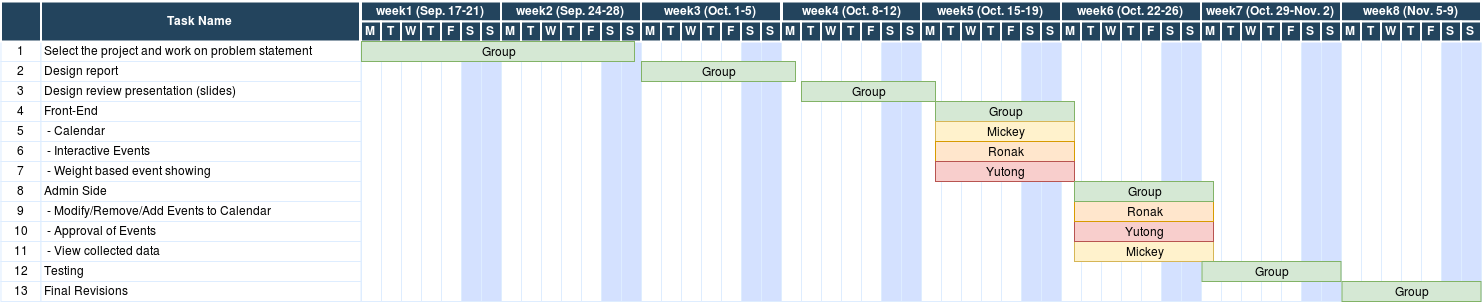 Task Name
week1 (Sep. 17-21) week2 (Sep. 24-28) week3 (Oct. 1-5) week4 (Oct. 8-12) week5 (Oct. 15-19) week6 (Oct. 22-26) week7 (Oct. 29-Nov. 2) week8 (Nov. 5-9)
M T W T F S S M T W T F S S M T W T F S S M T W T F S S M T W T F S S M T W T F S S M T W T F S S M T W T F S S
1 Select the project and work on problem statement Group
2 Design report Group
3 Design review presentation (slides) Group
4 Front-End Group
5 - Calendar Mickey
6 - Interactive Events Ronak
7 - Weight based event showing Yutong
8 Admin Side Group
9 - Modify/Remove/Add Events to Calendar Ronak
10 - Approval of Events Yutong
11 - View collected data Mickey
12 Testing Group
13 Final Revisions Group